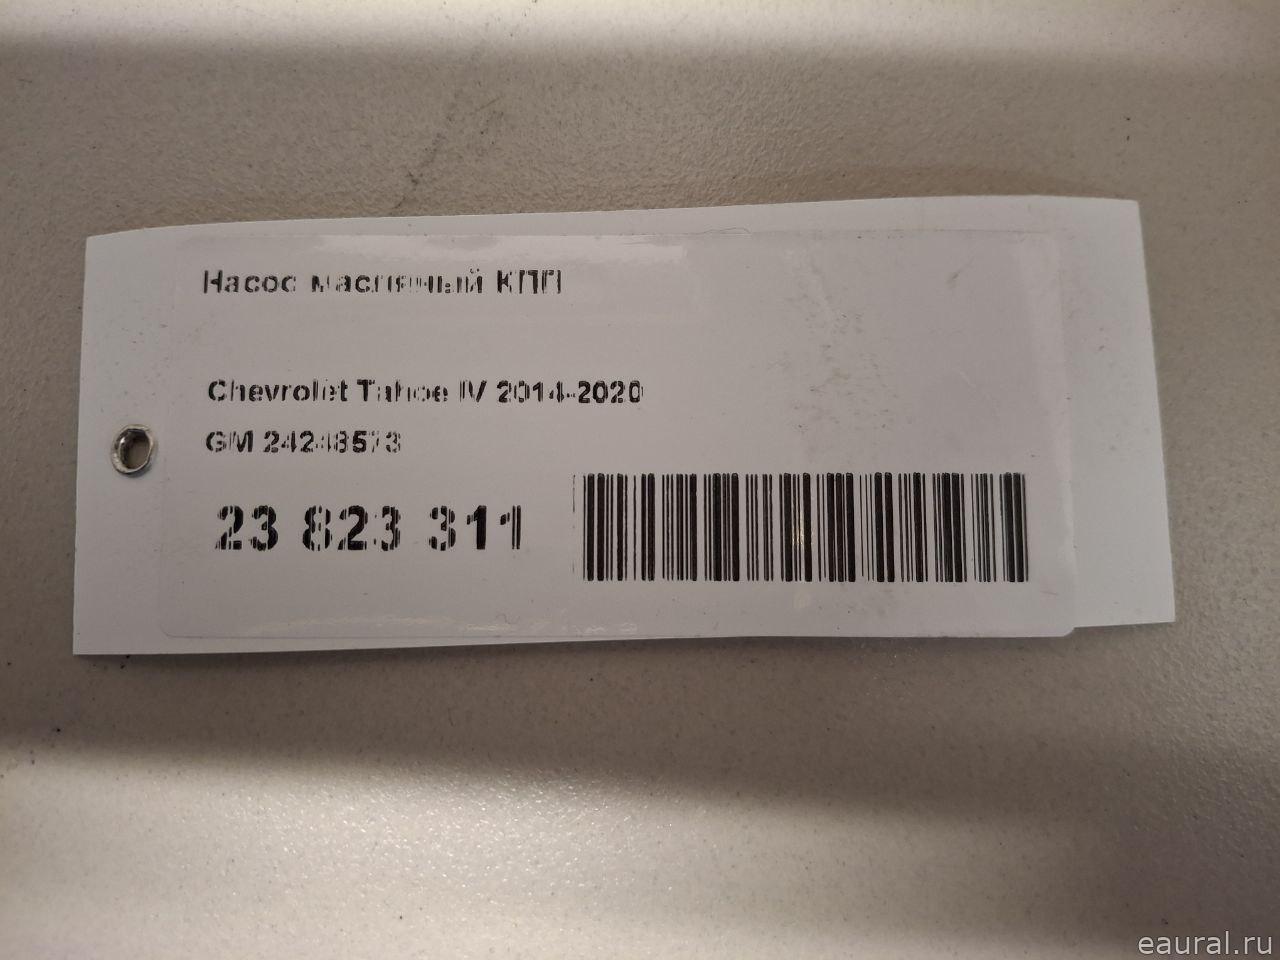 Насос масляный КПП
Chevrolet Tahoe IV 2014-2020
GM 24248573
23 823 311
eaural.ru